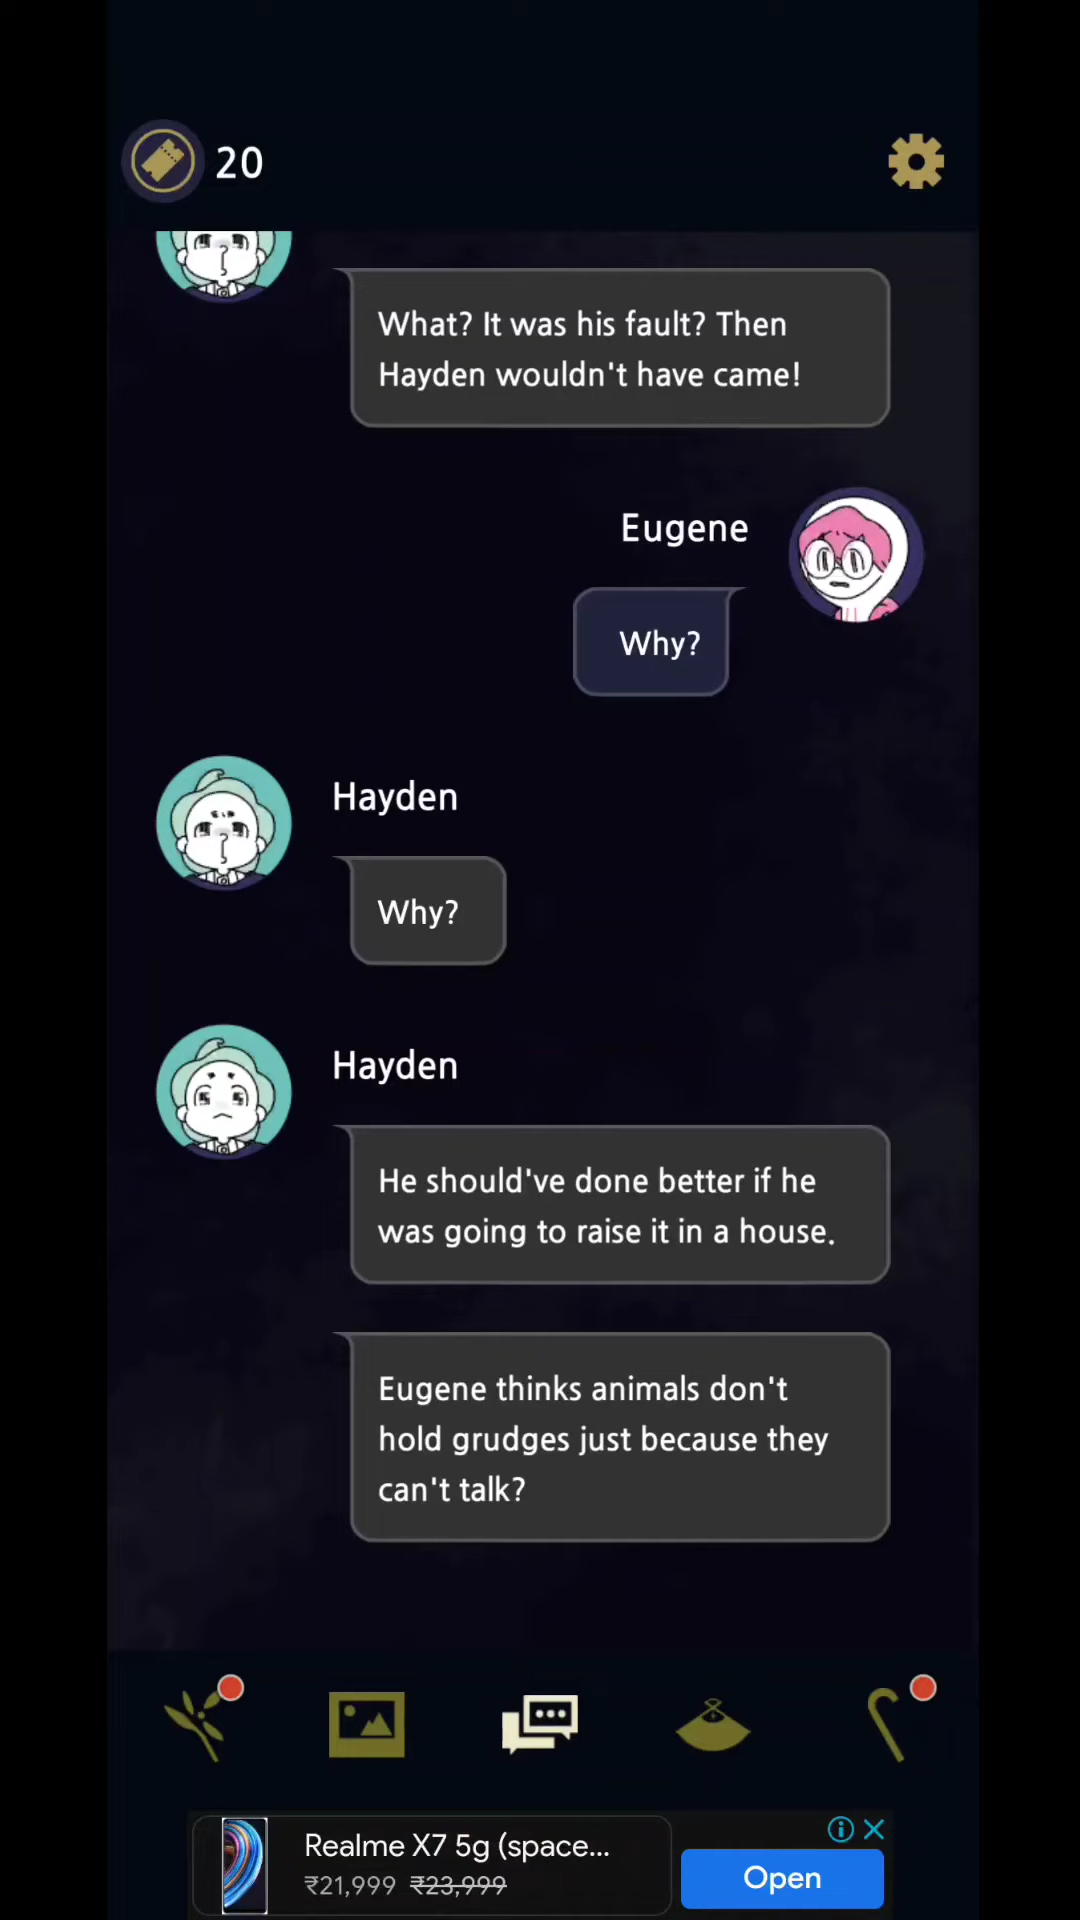 20
What? It was his fault? Then
Hayden wouldn't have came!
Eugene
Why?
Hayden
Why?
Hayden
He should've done better if he
was going to raise it in a house.
Eugene thinks animals don't
hold grudges just because they
can't talk?
Realme X7 5g (space...
₹21,999 ₹23,999
Open